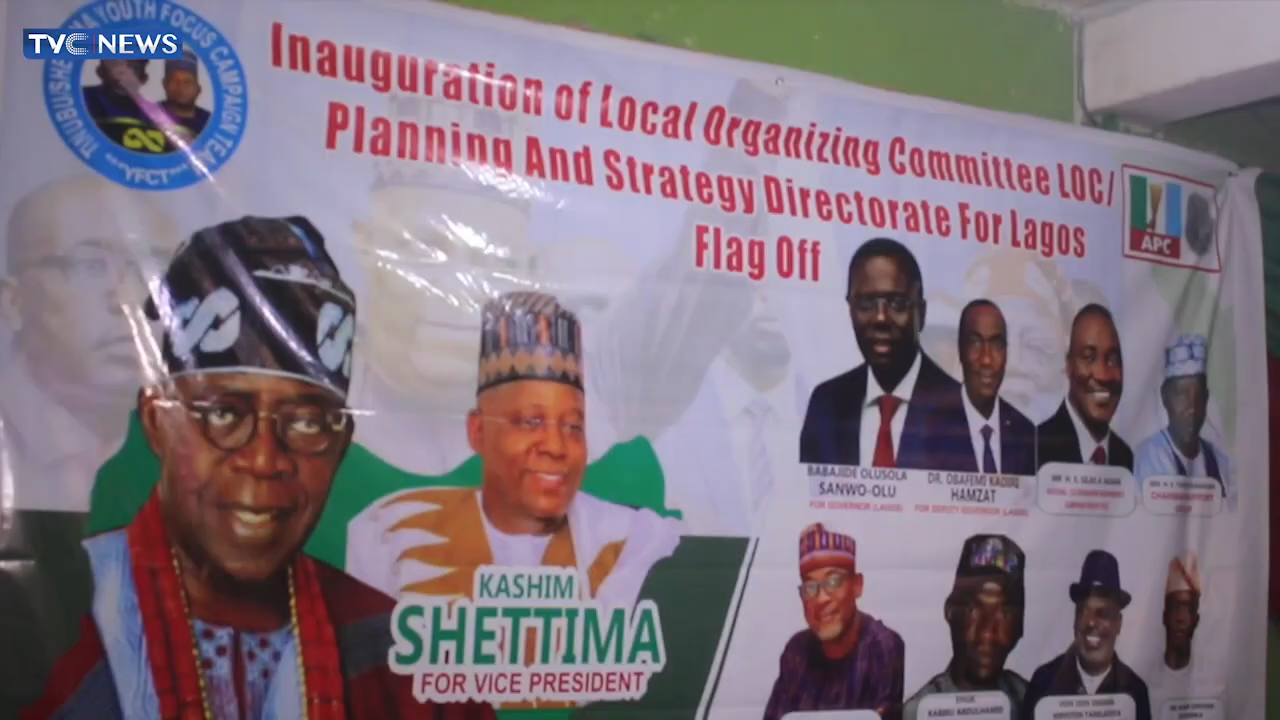 TVC NEWS
YOUTH FOCUS CAMPAIGN
YFCT
Inauguration of Local Organizing Committee LOC/
Planning And Strategy Directorate For Lagos
Flag Off
APC
BABAJIDE OLUSOLA
SANWO-OLU
FOR GOVERNOR (LAGOS)
DR. OBAFEMI KADIRI
HAMZAT
FOR DEPUTY GOVERNOR (LAGOS)
KASHIM
SHETTIMA
FOR VICE PRESIDENT
KABIRU ABDULHAMID